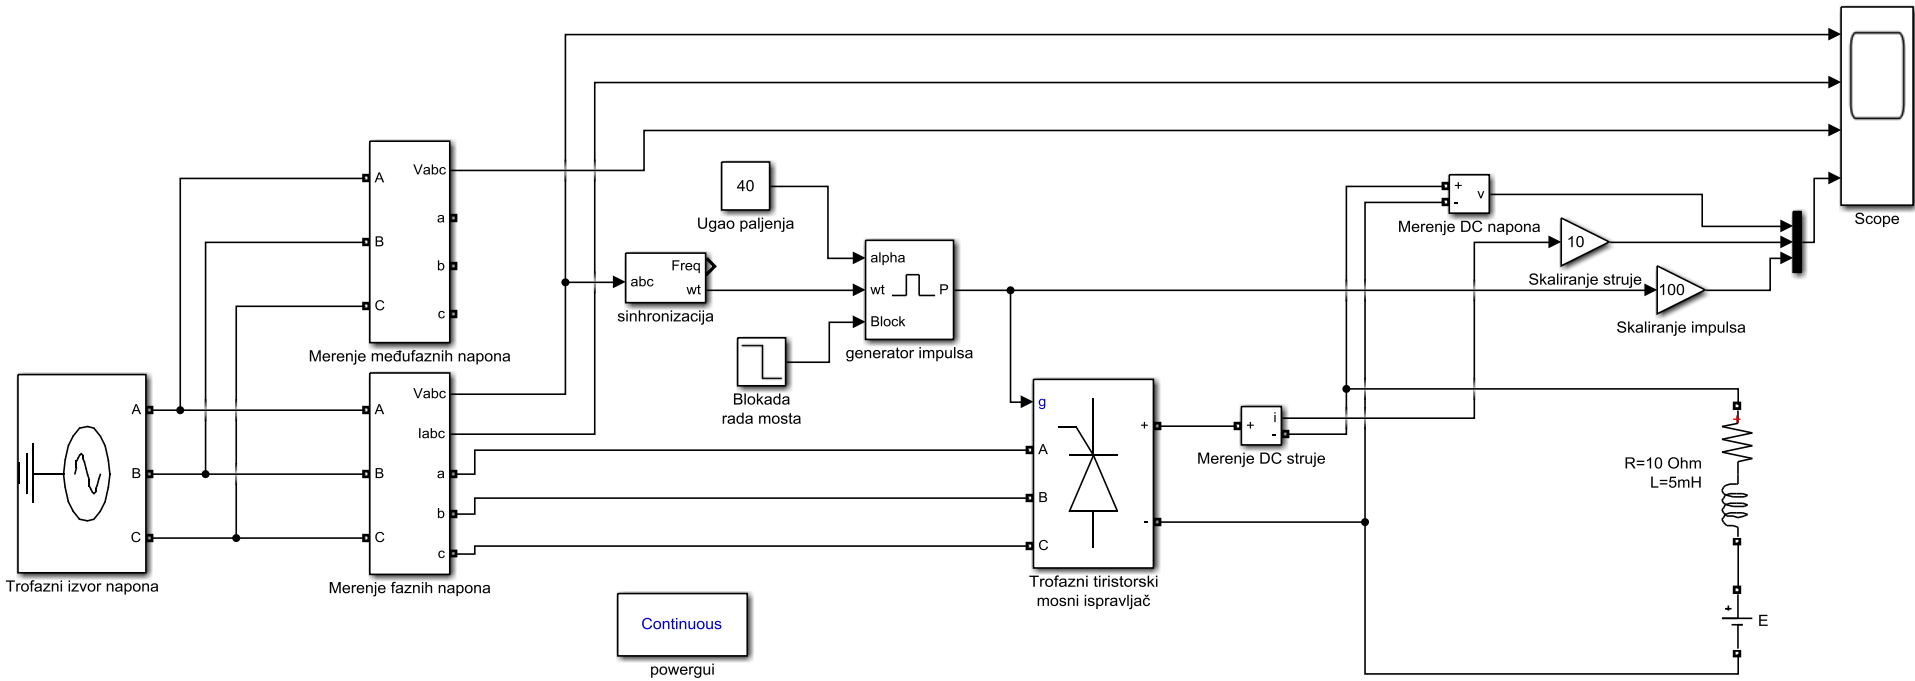 Vabc
A
a
B
b
C
c
Merenje međufaznih napona
40
Ugao paljenja
+
-
v
Merenje DC napona
10
Skaliranje struje
Scope
Freq
abc
wt
sinhronizacija
alpha
wt
P
Block
generator impulsa
100
Skaliranje impulsa
Blokada
rada mosta
A
B
C
Trofazni izvor napona
Vabc
A
Iabc
B
a
b
C
c
Merenje faznih napona
g
+
A
B
-
C
Trofazni tiristorski
mosni ispravljač
i
+
-
Merenje DC struje
+
R=10 Ohm
L=5mH
+
E
Continuous
powergui